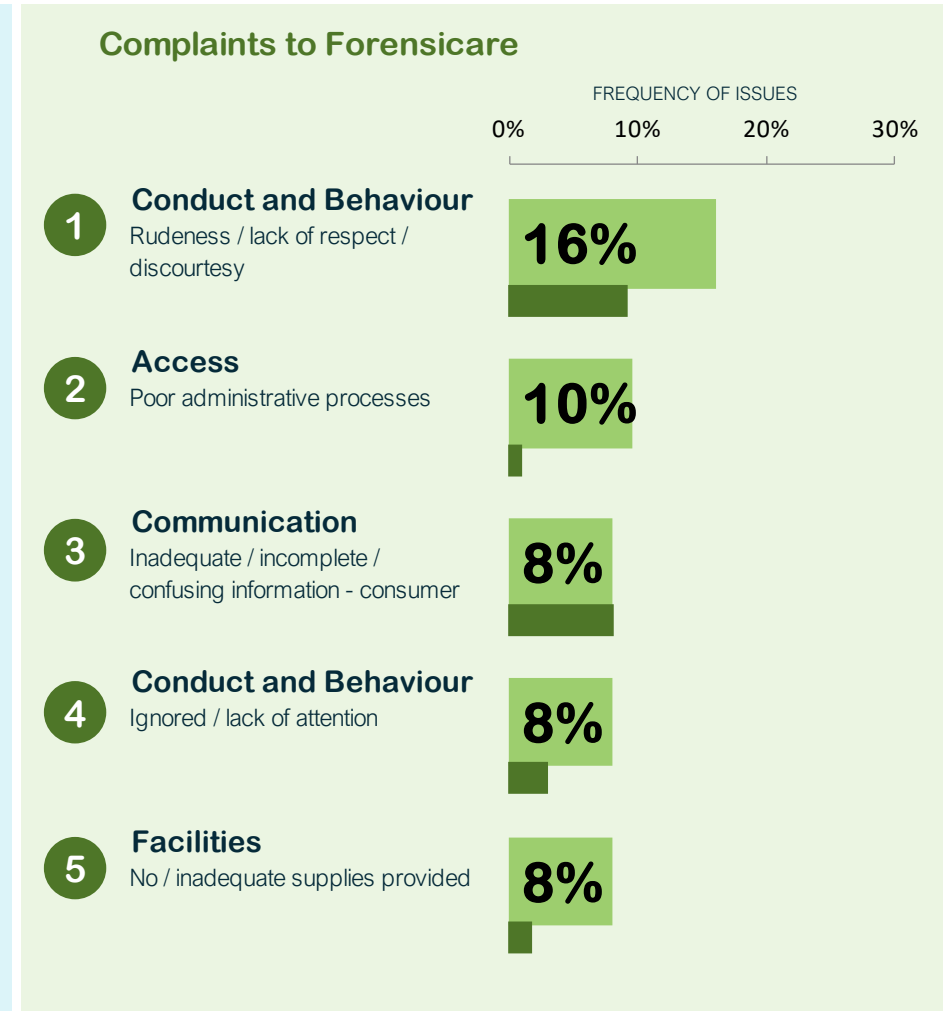 Complaints to Forensicare
FREQUENCY OF ISSUES
0% 10% 20% 30%
1
Conduct and Behaviour
Rudeness / lack of respect /
discourtesy
16%
2
Access
Poor administrative processes
10%
3
Communication
Inadequate / incomplete /
confusing information - consumer
8%
4
Conduct and Behaviour
Ignored / lack of attention
8%
5
Facilities
No / inadequate supplies provided
8%